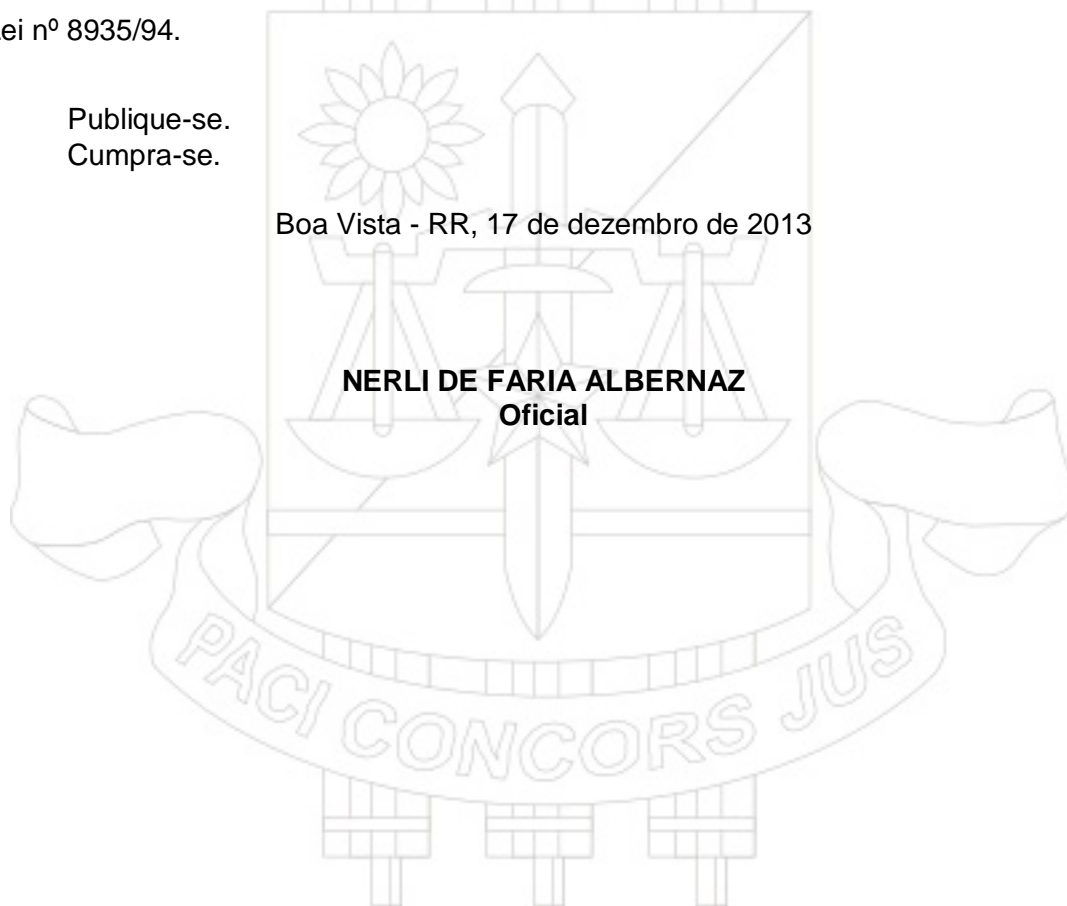 ei nº 8935/94.
Publique-se.
Cumpra-se.
Boa Vista - RR, 17 de dezembro de 2013
NERLI DE FARIA ALBERNAZ
Oficial
PACI CONCORS JUS